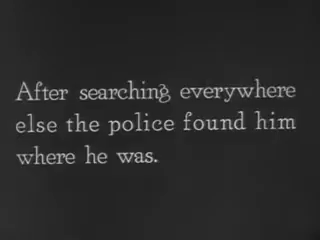 After searching everywhere
else the police found him
where he was.